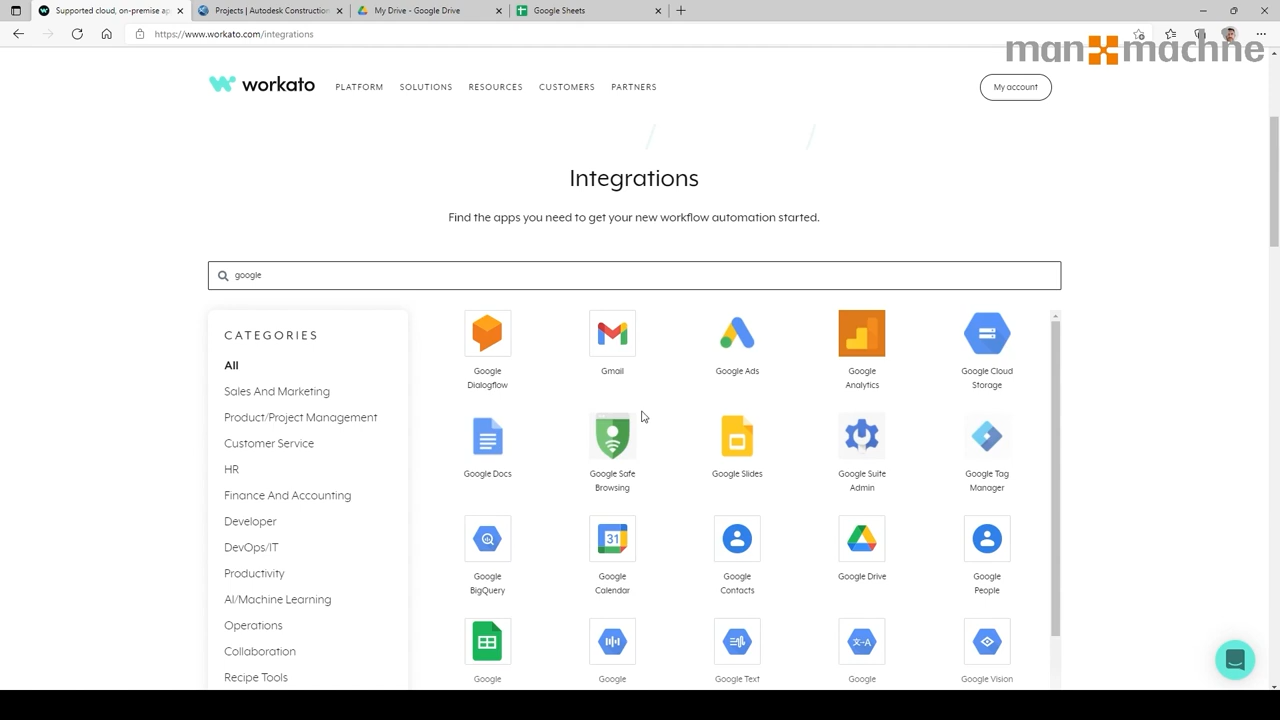 Supported cloud, on-premise ap
Projects | Autodesk Construction
My Drive - Google Drive
Google Sheets
https://www.workato.com/integrations
man machine
workato
PLATFORM
SOLUTIONS
RESOURCES
CUSTOMERS
PARTNERS
My account
Integrations
Find the apps you need to get your new workflow automation started.
google
CATEGORIES
All
Sales And Marketing
Product/Project Management
Customer Service
HR
Finance And Accounting
Developer
DevOps/IT
Productivity
AI/Machine Learning
Operations
Collaboration
Recipe Tools
Google
Dialogflow
Gmail
Google Ads
Google
Analytics
Google Cloud
Storage
Google Docs
Google Safe
Browsing
Google Slides
Google Suite
Admin
Google Tag
Manager
Google
BigQuery
31
Google
Calendar
Google
Contacts
Google Drive
Google
People
Google
Google
Google Text
Google
Google Vision